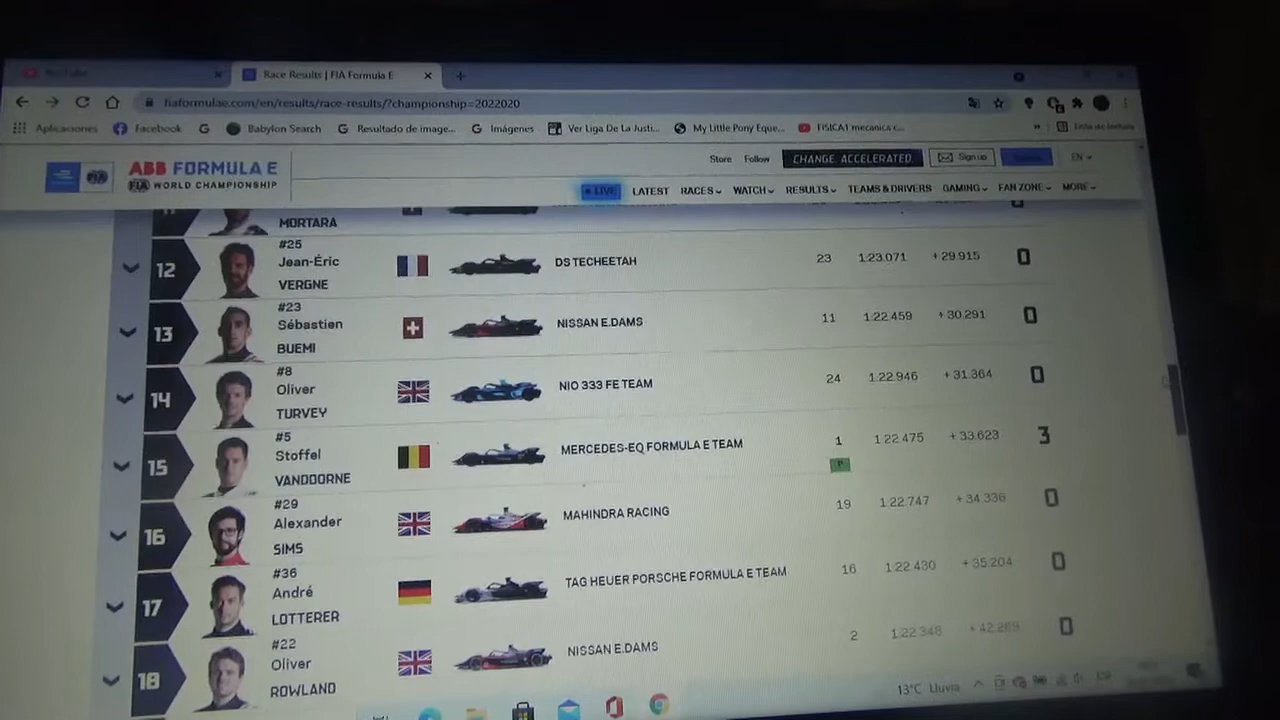 YouTube
Race Results | FIA Formula E
fiaformulae.com/en/results/race-results/?championship=2022020
Aplicaciones Facebook Babylon Search Resultado de image... Imágenes Ver Liga De La Justi... My Little Pony Eque... FISICA1 mecanica c... Lista de lectura
ABB FORMULA E
FIA WORLD CHAMPIONSHIP
Store Follow CHANGE. ACCELERATED. Sign up EN
LIVE LATEST RACES WATCH RESULTS TEAMS & DRIVERS GAMING FAN ZONE MORE
MORTARA
12 #25 Jean-Éric VERGNE DS TECHEETAH 23 1:23.071 + 29.915 0
13 #23 Sébastien BUEMI NISSAN E.DAMS 11 1:22.459 + 30.291 0
14 #8 Oliver TURVEY NIO 333 FE TEAM 24 1:22.946 + 31.364 0
15 #5 Stoffel VANDOORNE MERCEDES-EQ FORMULA E TEAM 1 P 1:22.475 + 33.623 3
16 #29 Alexander SIMS MAHINDRA RACING 19 1:22.747 + 34.336 0
17 #36 André LOTTERER TAG HEUER PORSCHE FORMULA E TEAM 16 1:22.430 + 35.204 0
18 #22 Oliver ROWLAND NISSAN E.DAMS 2 1:22.348 + 42.269 0
13°C Lluvia